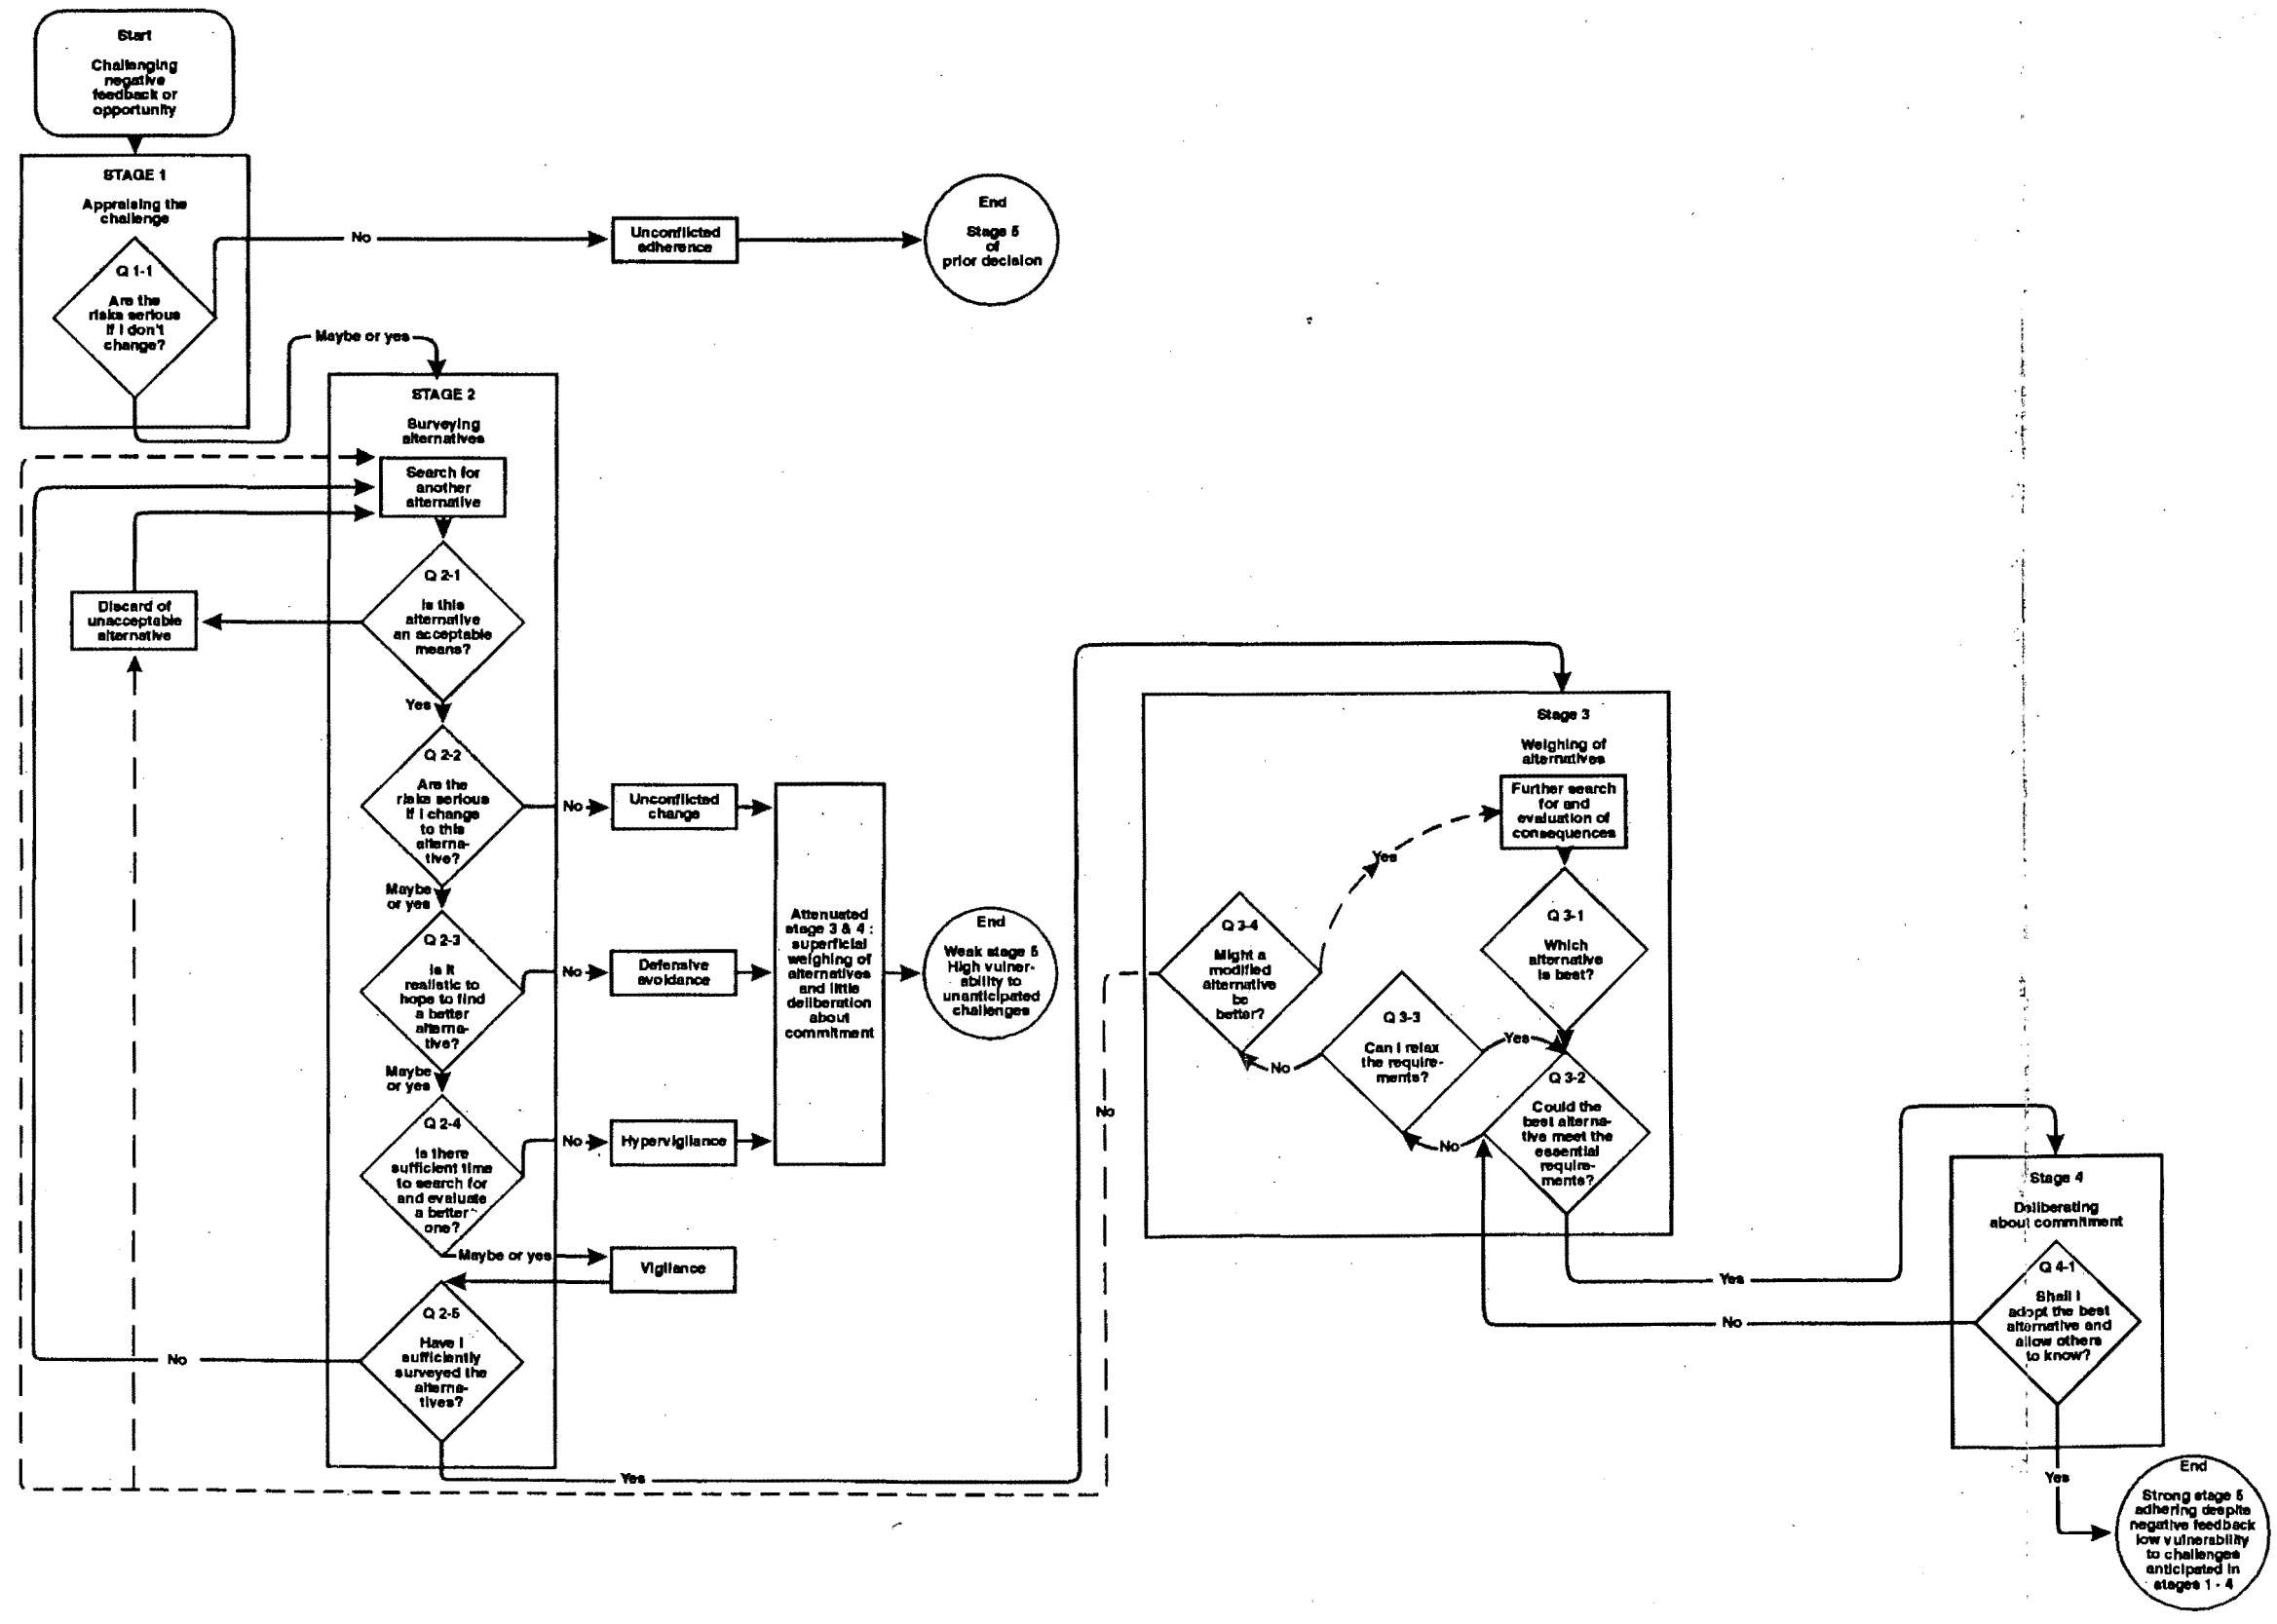 Start
Challenging
negative
feedback or
opportunity
STAGE 1
Appraising the
challenge
Q 1-1
Are the
risks serious
if I don't
change?
No
Unconflicted
adherence
End
Stage 5
of
prior decision
Maybe or yes
STAGE 2
Surveying
alternatives
Search for
another
alternative
Q 2-1
Is this
alternative
an acceptable
means?
Discard of
unacceptable
alternative
Yes
Q 2-2
Are the
risks serious
if I change
to this
alterna-
tive?
No
Unconflicted
change
Maybe
or yes
Q 2-3
Is it
realistic to
hope to find
a better
alterna-
tive?
No
Defensive
avoidance
Maybe
or yes
Q 2-4
Is there
sufficient time
to search for
and evaluate
a better
one?
No
Hypervigilance
Maybe or yes
Vigilance
Q 2-5
Have I
sufficiently
surveyed the
alterna-
tives?
No
Yes
Attenuated
stage 3 & 4 :
superficial
weighing of
alternatives
and little
deliberation
about
commitment
End
Weak stage 5
High vulner-
ability to
unanticipated
challenges
Stage 3
Weighing of
alternatives
Further search
for and
evaluation of
consequences
Q 3-1
Which
alternative
is best?
Q 3-2
Could the
best alterna-
tive meet the
essential
require-
ments?
No
Q 3-3
Can I relax
the require-
ments?
Yes
No
Q 3-4
Might a
modified
alternative
be
better?
Yes
No
Yes
No
Stage 4
Deliberating
about commitment
Q 4-1
Shall I
adopt the best
alternative and
allow others
to know?
Yes
End
Strong stage 5
adhering despite
negative feedback
low vulnerability
to challenges
anticipated in
stages 1 - 4